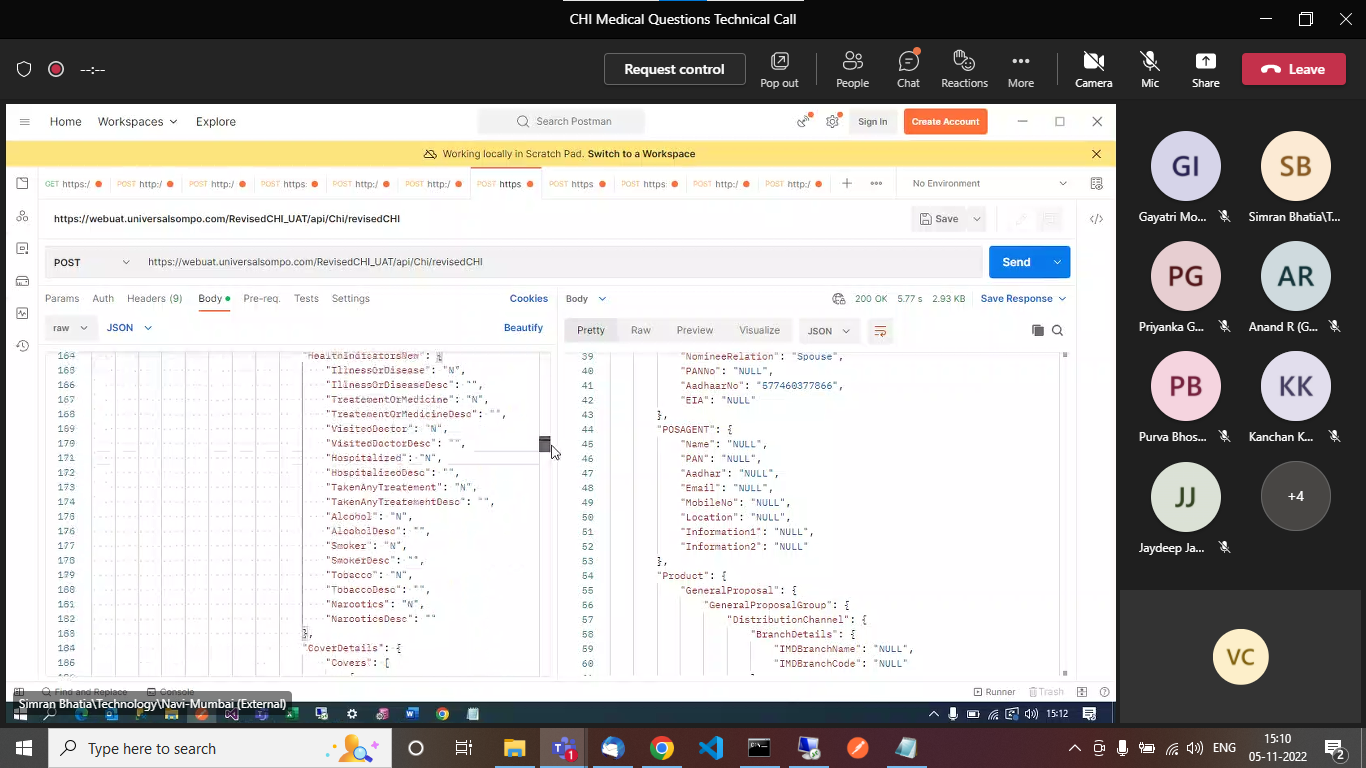 CHI Medical Questions Technical Call
--:--
Request control
Pop out
People
Chat
Reactions
More
Camera
Mic
Share
Leave
Home
Workspaces
Explore
Search Postman
Sign In
Create Account
Working locally in Scratch Pad. Switch to a Workspace
GET https:/
POST http:/
POST http:/
POST https:
POST http:/
POST http:/
POST https
POST https
POST https:
POST http:/
POST http:/
No Environment
https://webuat.universalsompo.com/RevisedCHI_UAT/api/Chi/revisedCHI
Save
POST
https://webuat.universalsompo.com/RevisedCHI_UAT/api/Chi/revisedCHI
Send
Params
Auth
Headers (9)
Body
Pre-req.
Tests
Settings
Cookies
raw
JSON
Beautify
164 "HealthIndicatorsNew": {
165 "IllnessOrDisease": "N",
166 "IllnessOrDiseaseDesc": "",
167 "TreatementOrMedicine": "N",
168 "TreatementOrMedicineDesc": "",
169 "VisitedDoctor": "N",
170 "VisitedDoctorDesc": "",
171 "Hospitalized": "N",
172 "HospitalizedDesc": "",
173 "TakenAnyTreatement": "N",
174 "TakenAnyTreatementDesc": "",
175 "Alcohol": "N",
176 "AlcoholDesc": "",
177 "Smoker": "N",
178 "SmokerDesc": "",
179 "Tobacco": "N",
180 "TobaccoDesc": "",
181 "Narcotics": "N",
182 "NarcoticsDesc": ""
183 },
184 "CoverDetails": {
185 "Covers": [
186
Body
200 OK
5.77 s
2.93 KB
Save Response
Pretty
Raw
Preview
Visualize
JSON
39 "NomineeRelation": "Spouse",
40 "PANNo": "NULL",
41 "AadhaarNo": "577460377866",
42 "EIA": "NULL"
43 },
44 "POSAGENT": {
45 "Name": "NULL",
46 "PAN": "NULL",
47 "Aadhar": "NULL",
48 "Email": "NULL",
49 "MobileNo": "NULL",
50 "Location": "NULL",
51 "Information1": "NULL",
52 "Information2": "NULL"
53 },
54 "Product": {
55 "GeneralProposal": {
56 "GeneralProposalGroup": {
57 "DistributionChannel": {
58 "BranchDetails": {
59 "IMDBranchName": "NULL",
60 "IMDBranchCode": "NULL"
Find and Replace
Console
Runner
Trash
Simran Bhatia\Technology\Navi-Mumbai (External)
15:12
GI
Gayatri Mo...
SB
Simran Bhatia\T...
PG
Priyanka G...
AR
Anand R (G...
PB
Purva Bhos...
KK
Kanchan K...
JJ
Jaydeep Ja...
+4
VC
Type here to search
1
ENG
15:10
05-11-2022
2